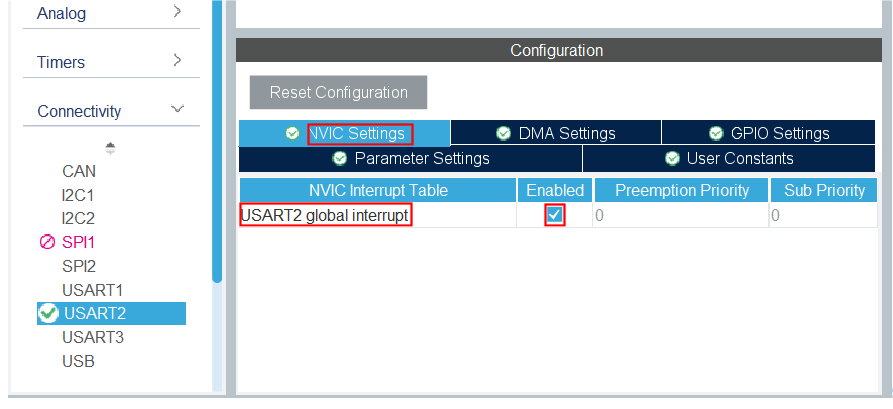 Analog
Timers
Connectivity
CAN
I2C1
I2C2
SPI1
SPI2
USART1
USART2
USART3
USB
Configuration
Reset Configuration
NVIC Settings DMA Settings GPIO Settings
Parameter Settings User Constants
NVIC Interrupt Table Enabled Preemption Priority Sub Priority
USART2 global interrupt 0 0